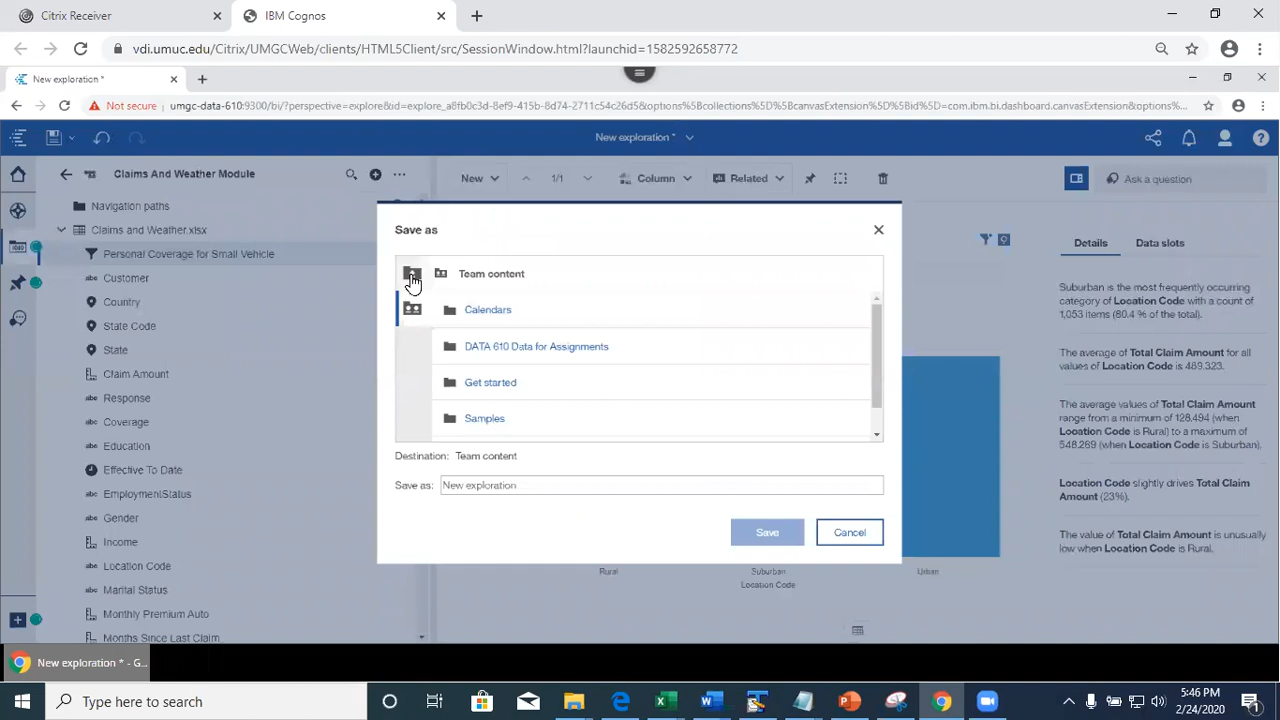 Citrix Receiver
IBM Cognos
vdi.umuc.edu/Citrix/UMGCWeb/clients/HTML5Client/src/SessionWindow.html?launchid=1582592658772
New exploration *
Not secure
umgc-data-610:9300/bi/?perspective=explore&id=explore_a8fb0c3d-8ef9-415b-8d74-2711c54c26d5&options%5Bcollections%5D%5BcanvasExtension%5D%5Bid%5D=com.ibm.bi.dashboard.canvasExtension&options%...
New exploration *
Claims And Weather Module
New
1/1
Column
Related
Ask a question
Navigation paths
Claims and Weather.xlsx
Personal Coverage for Small Vehicle
abc Customer
Country
State Code
State
Claim Amount
abc Response
abc Coverage
abc Education
Effective To Date
abc EmploymentStatus
abc Gender
Income
abc Location Code
abc Marital Status
Monthly Premium Auto
Months Since Last Claim
Save as
Team content
Calendars
DATA 610 Data for Assignments
Get started
Samples
Destination: Team content
Save as: New exploration
Save
Cancel
Rural
Suburban
Urban
Location Code
Details
Data slots
Suburban is the most frequently occurring
category of Location Code with a count of
1,053 items (80.4 % of the total).
The average of Total Claim Amount for all
values of Location Code is 489.323.
The average values of Total Claim Amount
range from a minimum of 128.494 (when
Location Code is Rural) to a maximum of
548.269 (when Location Code is Suburban).
Location Code slightly drives Total Claim
Amount (23%).
The value of Total Claim Amount is unusually
low when Location Code is Rural.
New exploration * - G...
Type here to search
5:46 PM
2/24/2020